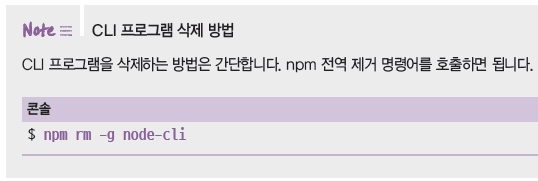 Note CLI 프로그램 삭제 방법
CLI 프로그램을 삭제하는 방법은 간단합니다. npm 전역 제거 명령어를 호출하면 됩니다.
콘솔
$ npm rm -g node-cli